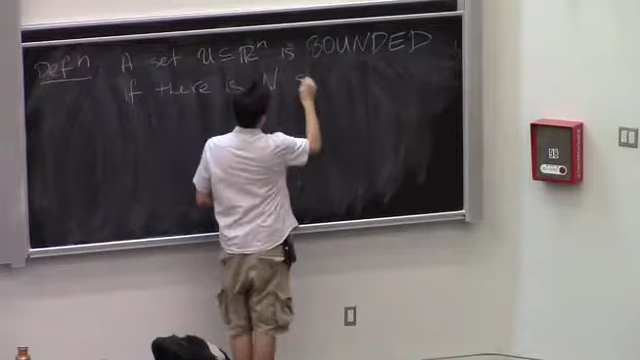 Defn A set U ⊆ ℝⁿ is BOUNDED
if there is N s